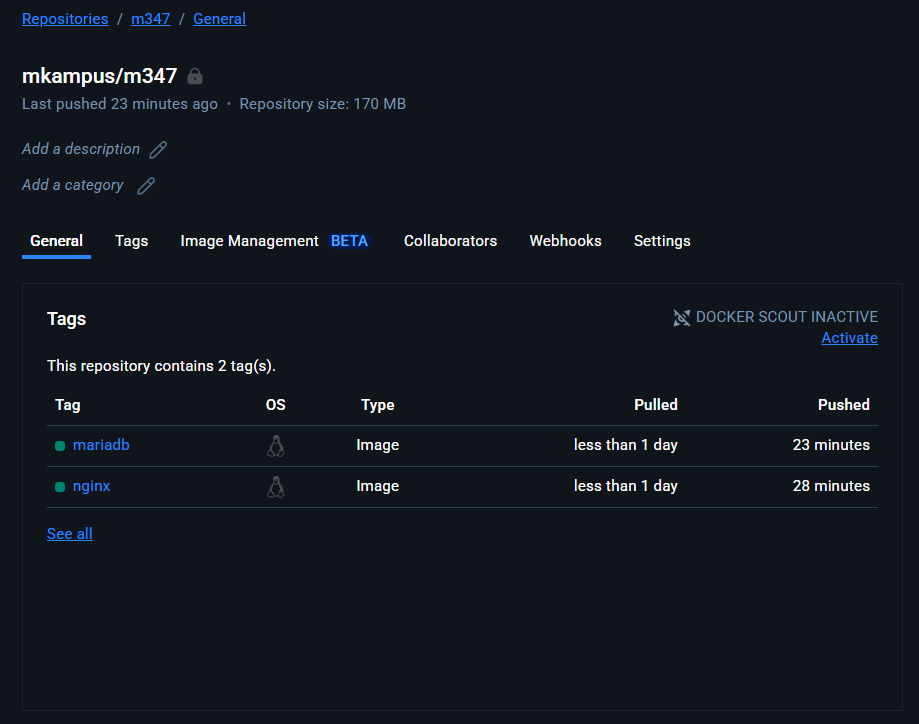 Repositories / m347 / General
mkampus/m347
Last pushed 23 minutes ago · Repository size: 170 MB
Add a description
Add a category
General Tags Image Management BETA Collaborators Webhooks Settings
Tags
DOCKER SCOUT INACTIVE
Activate
This repository contains 2 tag(s).
Tag OS Type Pulled Pushed
mariadb Image less than 1 day 23 minutes
nginx Image less than 1 day 28 minutes
See all